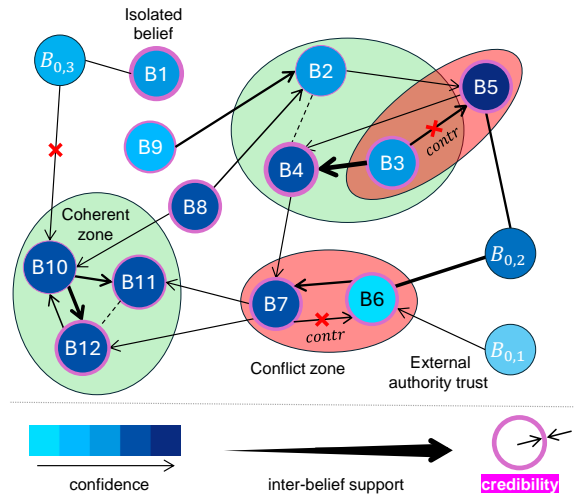 Isolated
belief
B₀,₃
B1
B2
B5
B9
contr
B4
B3
B8
Coherent
zone
B10
B11
B₀,₂
B7
B6
B12
contr
B₀,₁
Conflict zone
External
authority trust
confidence
inter-belief support
credibility